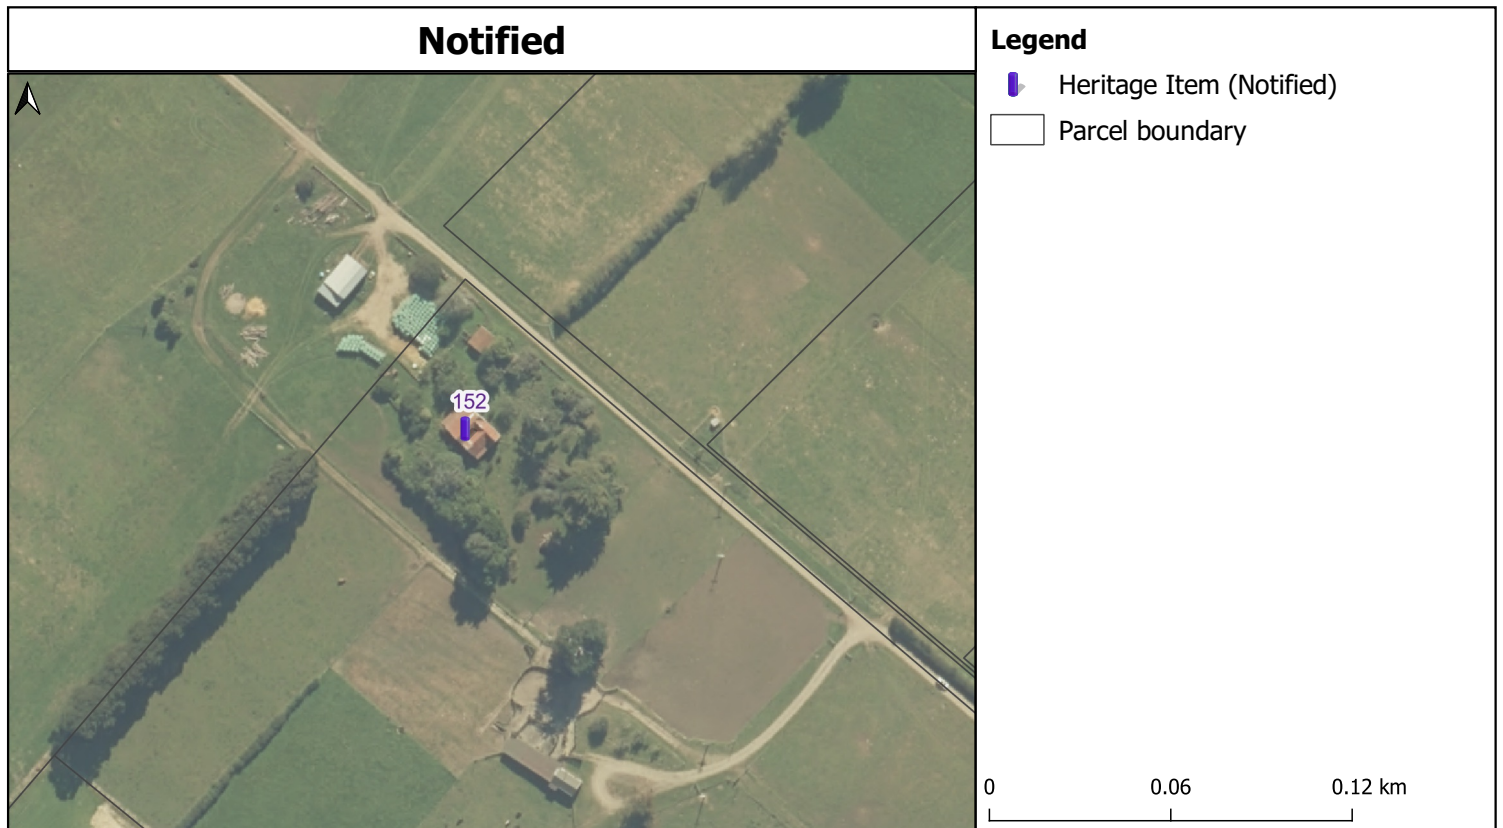 Notified
152
Legend
Heritage Item (Notified)
Parcel boundary
0 0.06 0.12 km